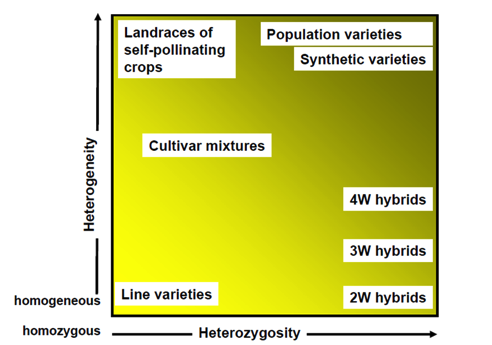 Landraces of
self-pollinating
crops
Population varieties
Synthetic varieties
Cultivar mixtures
4W hybrids
3W hybrids
Line varieties
2W hybrids
Heterogeneity
homogeneous
homozygous
Heterozygosity